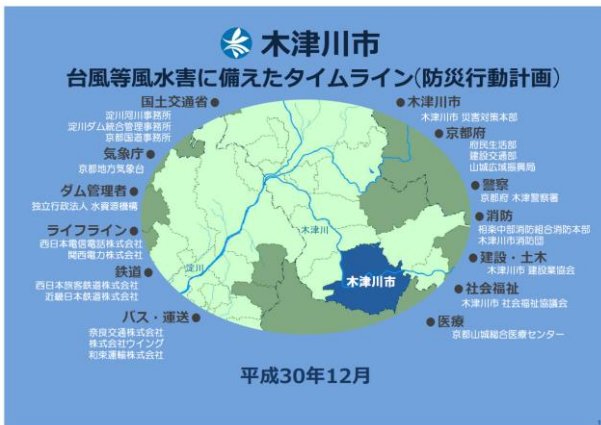 木津川市
台風等風水害に備えたタイムライン(防災行動計画)
国土交通省
淀川河川事務所
淀川ダム統合管理事務所
京都国道事務所
気象庁
京都地方気象台
ダム管理者
独立行政法人 水資源機構
ライフライン
西日本電信電話株式会社
関西電力株式会社
鉄道
西日本旅客鉄道株式会社
近畿日本鉄道株式会社
バス・運送
奈良交通株式会社
株式会社ウイング
和束運輸株式会社
木津川
淀川
木津川市
木津川市
木津川市 災害対策本部
京都府
府民生活部
建設交通部
山城広域振興局
警察
京都府 木津警察署
消防
相楽中部消防組合消防本部
木津川市消防団
建設・土木
木津川市 建設業協会
社会福祉
木津川市 社会福祉協議会
医療
京都山城総合医療センター
平成30年12月